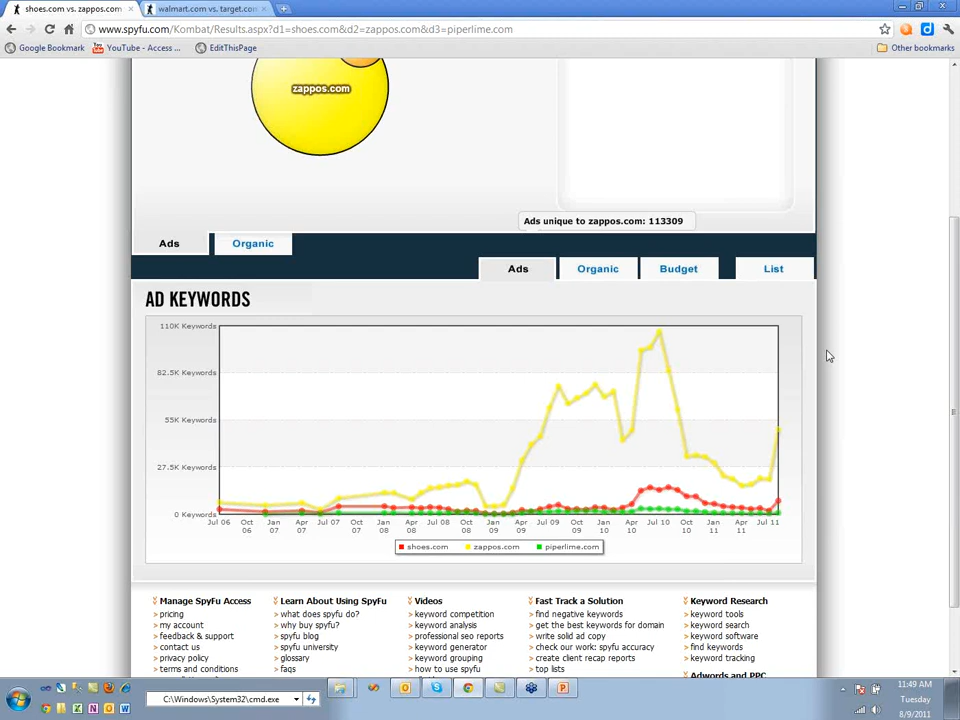 shoes.com vs. zappos.com
walmart.com vs. target.com
www.spyfu.com/Kombat/Results.aspx?d1=shoes.com&d2=zappos.com&d3=piperlime.com
Google Bookmark
YouTube - Access ...
EditThisPage
Other bookmarks
zappos.com
Ads unique to zappos.com: 113309
Ads
Organic
Ads
Organic
Budget
List
AD KEYWORDS
110K Keywords
82.5K Keywords
55K Keywords
27.5K Keywords
0 Keywords
Jul 06 Oct 06 Jan 07 Apr 07 Jul 07 Oct 07 Jan 08 Apr 08 Jul 08 Oct 08 Jan 09 Apr 09 Jul 09 Oct 09 Jan 10 Apr 10 Jul 10 Oct 10 Jan 11 Apr 11 Jul 11
shoes.com zappos.com piperlime.com
Manage SpyFu Access
> pricing
> my account
> feedback & support
> contact us
> privacy policy
> terms and conditions
Learn About Using SpyFu
> what does spyfu do?
> why buy spyfu?
> spyfu blog
> spyfu university
> glossary
> faqs
Videos
> keyword competition
> keyword analysis
> professional seo reports
> keyword generator
> keyword grouping
> how to use spyfu
Fast Track a Solution
> find negative keywords
> get the best keywords for domain
> write solid ad copy
> check our work: spyfu accuracy
> create client recap reports
> top lists
Keyword Research
> keyword tools
> keyword search
> keyword software
> find keywords
> keyword tracking
Adwords and PPC
C:\Windows\System32\cmd.exe
11:49 AM
Tuesday
8/9/2011